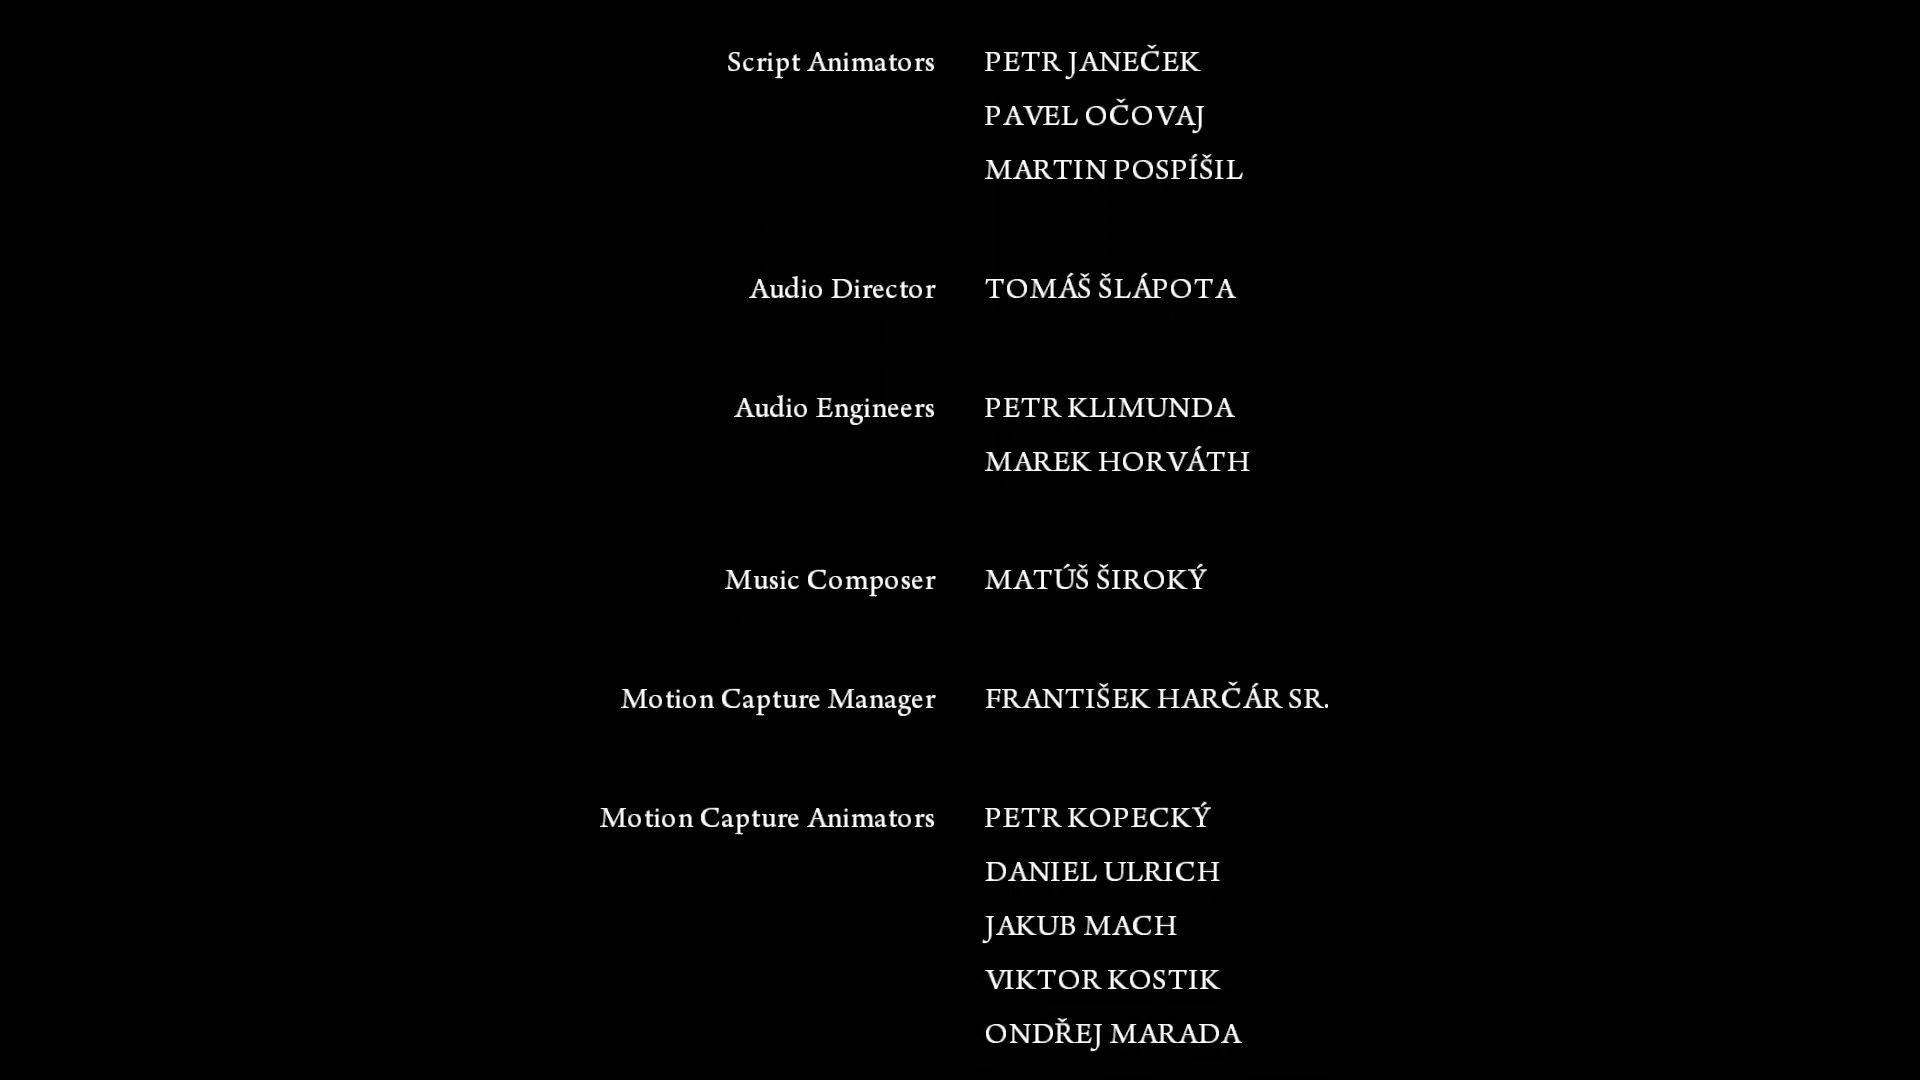 Script Animators PETR JANEČEK
PAVEL OČOVAJ
MARTIN POSPÍŠIL
Audio Director TOMÁŠ ŠLÁPOTA
Audio Engineers PETR KLIMUNDA
MAREK HORVÁTH
Music Composer MATÚŠ ŠIROKÝ
Motion Capture Manager FRANTIŠEK HARČÁR SR.
Motion Capture Animators PETR KOPECKÝ
DANIEL ULRICH
JAKUB MACH
VIKTOR KOSTIK
ONDŘEJ MARADA